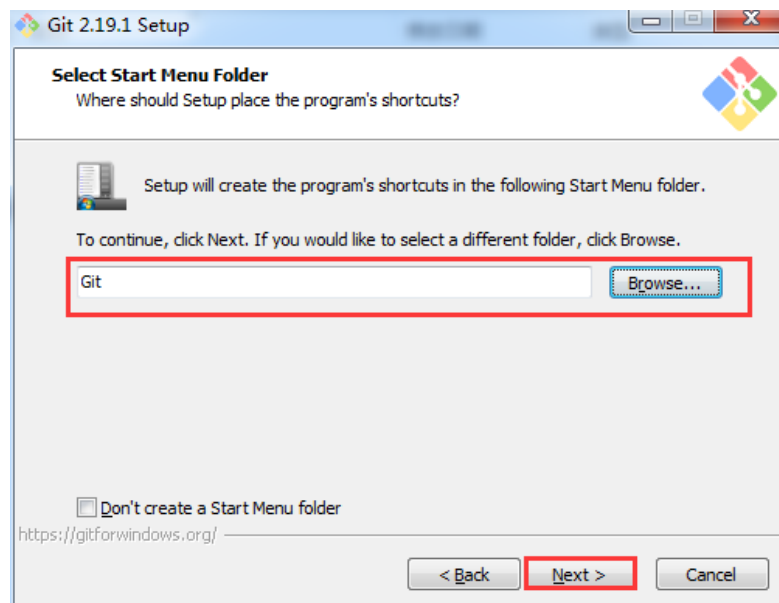 Git 2.19.1 Setup
Select Start Menu Folder
Where should Setup place the program's shortcuts?
Setup will create the program's shortcuts in the following Start Menu folder.
To continue, click Next. If you would like to select a different folder, click Browse.
Git
Browse...
Don't create a Start Menu folder
https://gitforwindows.org/
< Back
Next >
Cancel